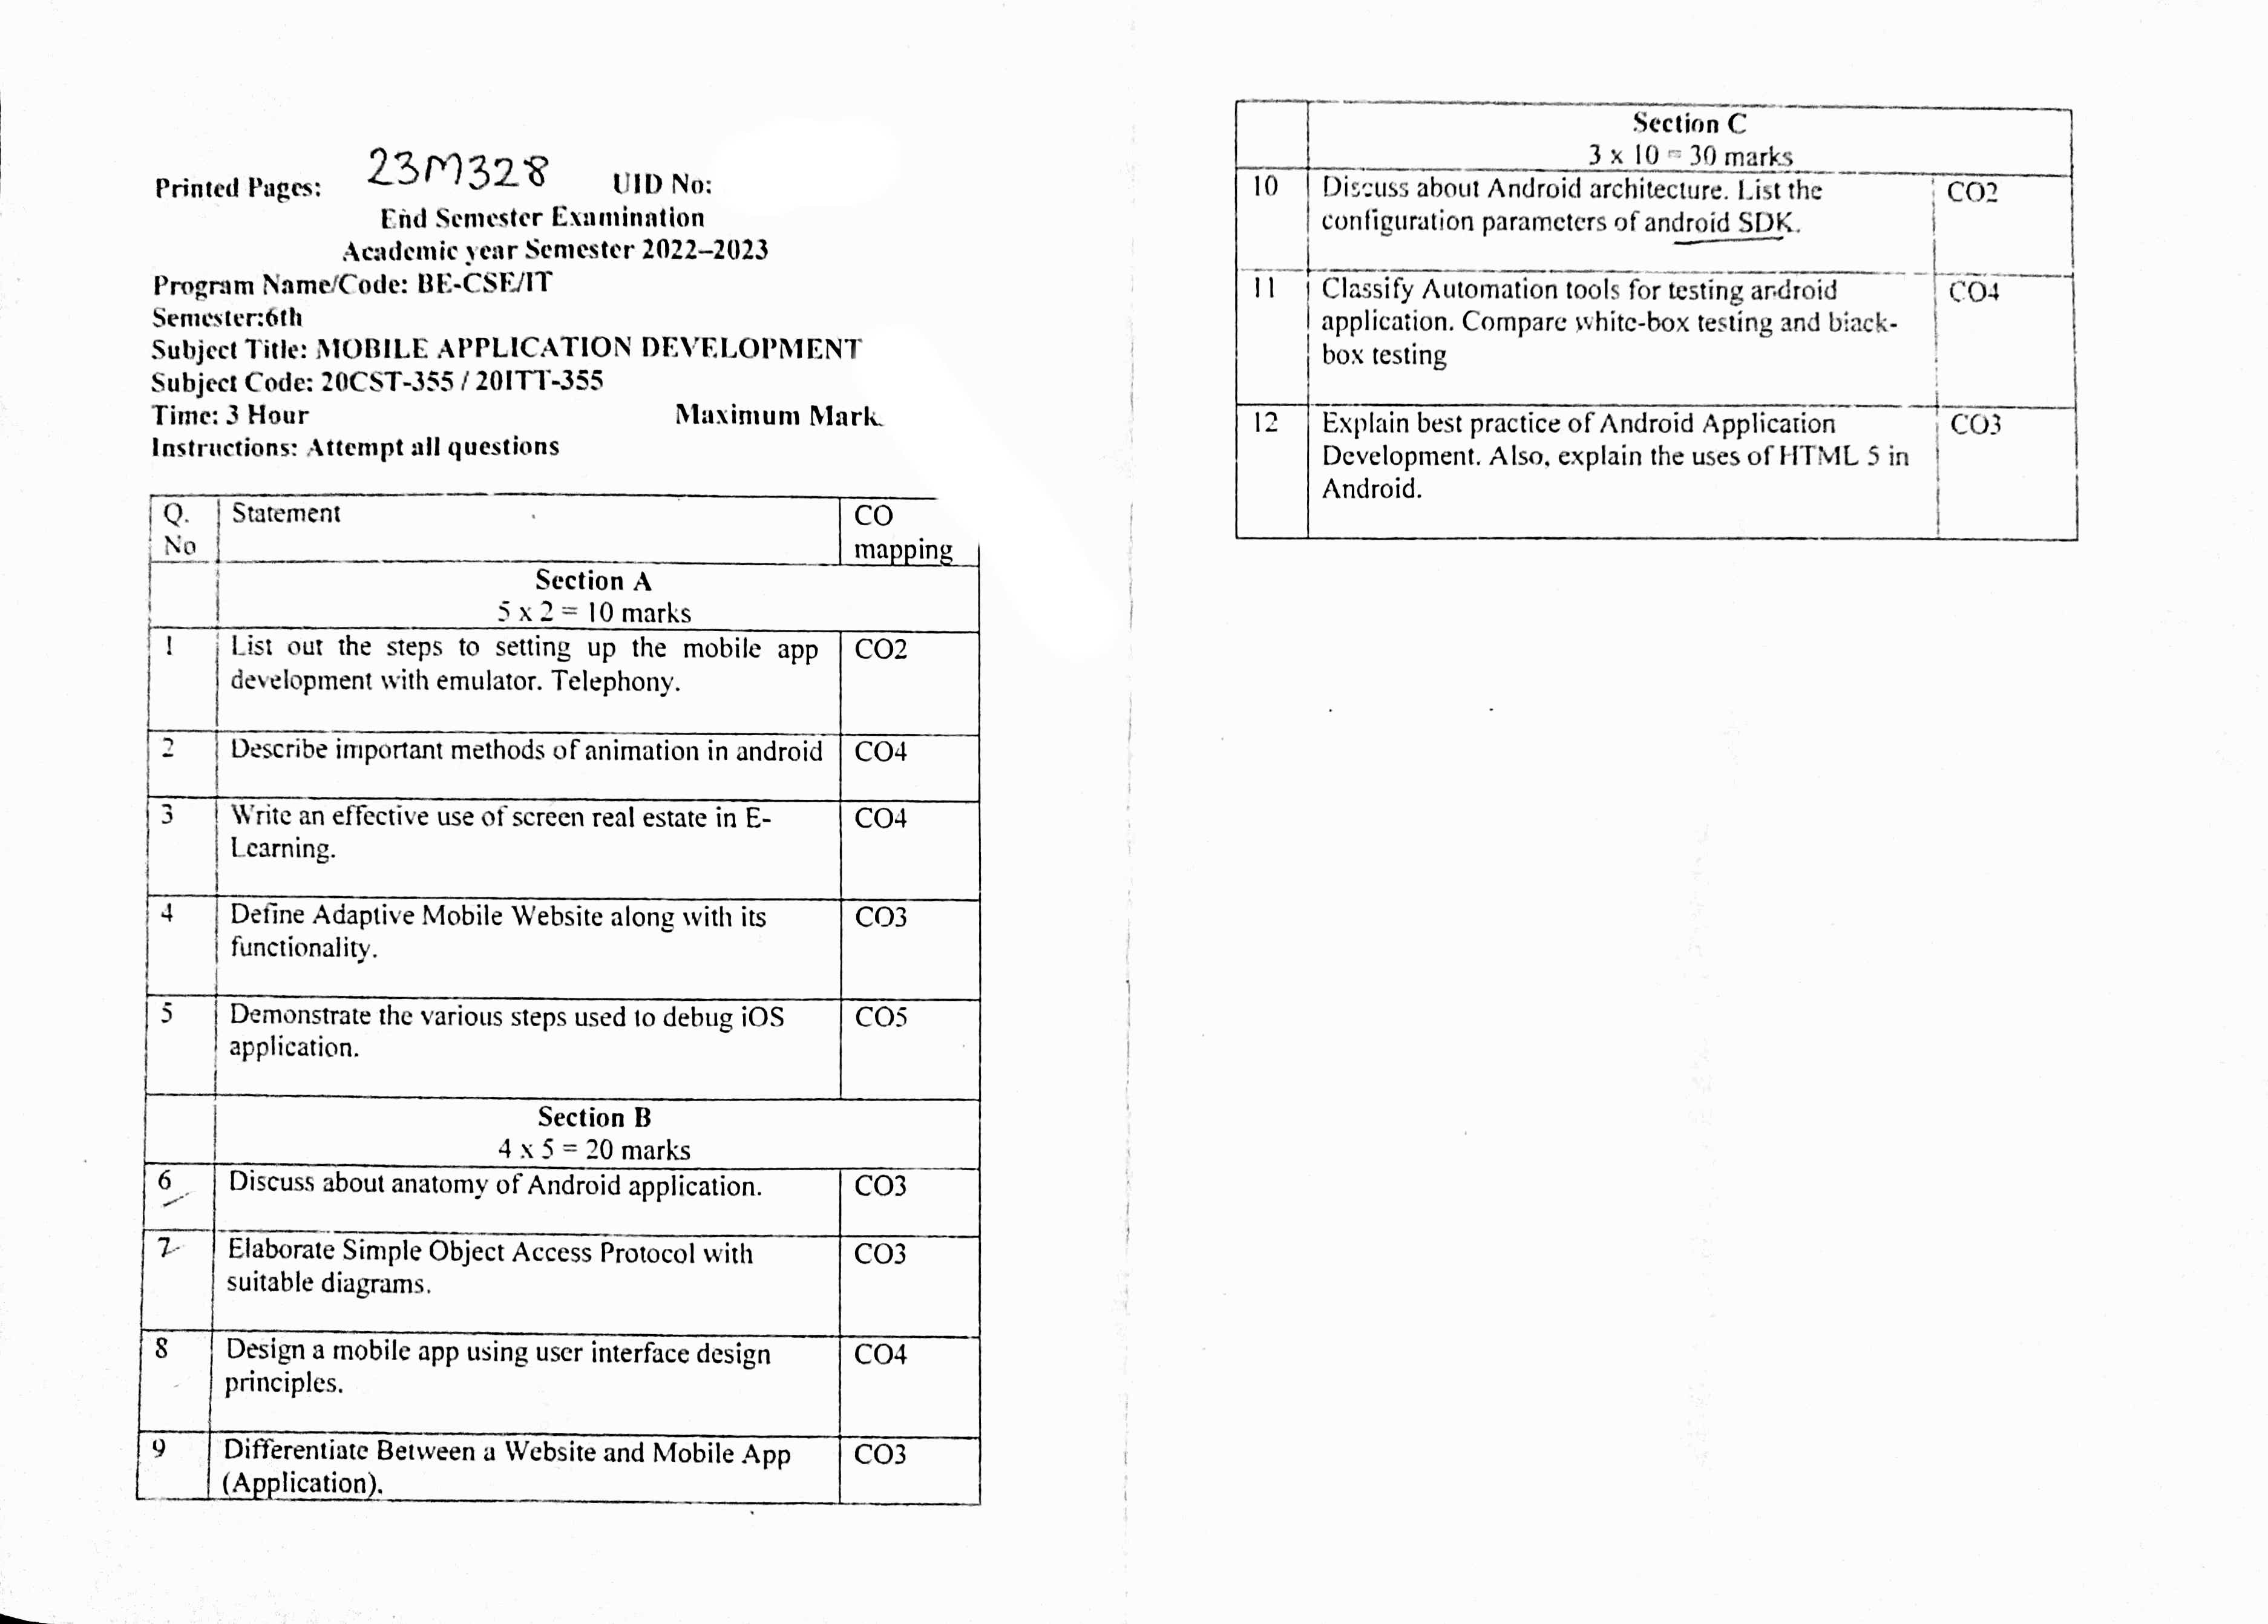 Printed Pages: 23M328 UID No:
End Semester Examination
Academic year Semester 2022–2023
Program Name/Code: BE-CSE/IT
Semester:6th
Subject Title: MOBILE APPLICATION DEVELOPMENT
Subject Code: 20CST-355 / 20ITT-355
Time: 3 Hour Maximum Mark
Instructions: Attempt all questions
Q. Statement CO
No mapping
Section A
5 x 2 = 10 marks
1 List out the steps to setting up the mobile app CO2
development with emulator. Telephony.
2 Describe important methods of animation in android CO4
3 Write an effective use of screen real estate in E- CO4
Learning.
4 Define Adaptive Mobile Website along with its CO3
functionality.
5 Demonstrate the various steps used to debug iOS CO5
application.
Section B
4 x 5 = 20 marks
6 Discuss about anatomy of Android application. CO3
7 Elaborate Simple Object Access Protocol with CO3
suitable diagrams.
8 Design a mobile app using user interface design CO4
principles.
9 Differentiate Between a Website and Mobile App CO3
(Application).
Section C
3 x 10 = 30 marks
10 Discuss about Android architecture. List the CO2
configuration parameters of android SDK.
11 Classify Automation tools for testing android CO4
application. Compare white-box testing and black-
box testing
12 Explain best practice of Android Application CO3
Development. Also, explain the uses of HTML 5 in
Android.